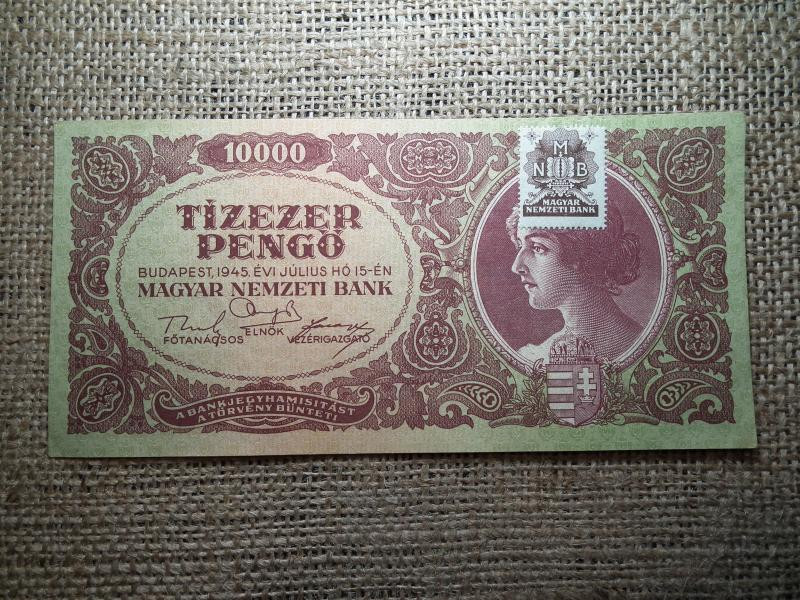 10000
TÍZEZER
PENGŐ
BUDAPEST, 1945. ÉVI JÚLIUS HÓ 15-ÉN
MAGYAR NEMZETI BANK
ELNÖK
FŐTANÁCSOS VEZÉRIGAZGATÓ
A BANKJEGYHAMISÍTÁST
A TÖRVÉNY BÜNTETI
M
N B
MAGYAR
NEMZETI BANK